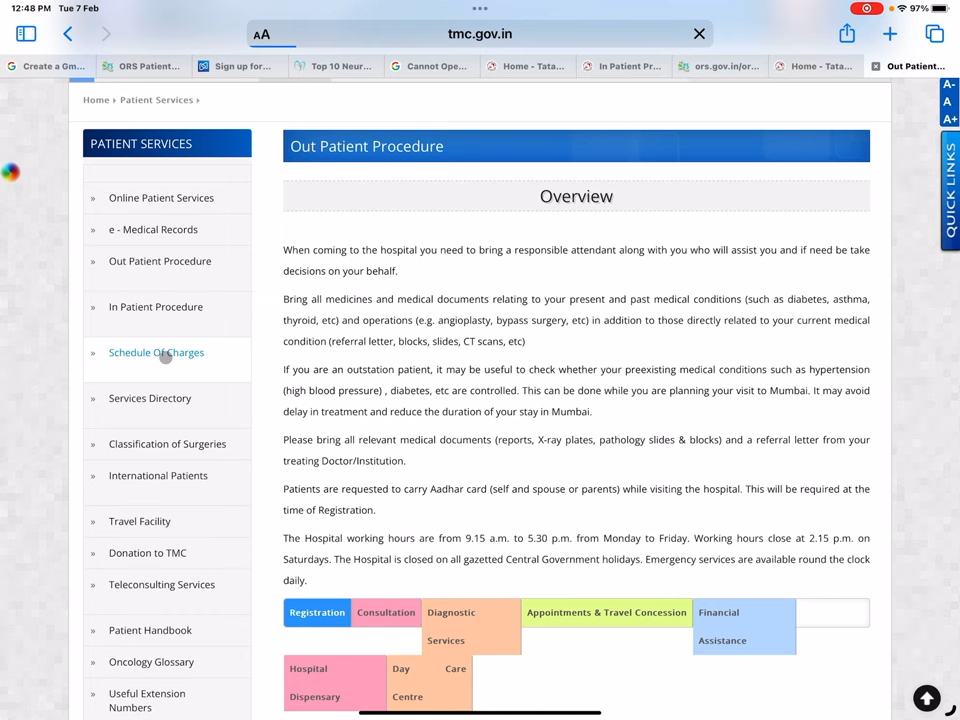 12:48 PM Tue 7 Feb
97%
AA
tmc.gov.in
Create a Gm...
ORS Patient...
Sign up for...
Top 10 Neur...
Cannot Ope...
Home - Tata...
In Patient Pr...
ors.gov.in/or...
Home - Tata...
Out Patient...
Home
Patient Services
A-
A
A+
QUICK LINKS
PATIENT SERVICES
» Online Patient Services
» e - Medical Records
» Out Patient Procedure
» In Patient Procedure
» Schedule Of Charges
» Services Directory
» Classification of Surgeries
» International Patients
» Travel Facility
» Donation to TMC
» Teleconsulting Services
» Patient Handbook
» Oncology Glossary
» Useful Extension
Numbers
Out Patient Procedure
Overview
When coming to the hospital you need to bring a responsible attendant along with you who will assist you and if need be take
decisions on your behalf.
Bring all medicines and medical documents relating to your present and past medical conditions (such as diabetes, asthma,
thyroid, etc) and operations (e.g. angioplasty, bypass surgery, etc) in addition to those directly related to your current medical
condition (referral letter, blocks, slides, CT scans, etc)
If you are an outstation patient, it may be useful to check whether your preexisting medical conditions such as hypertension
(high blood pressure) , diabetes, etc are controlled. This can be done while you are planning your visit to Mumbai. It may avoid
delay in treatment and reduce the duration of your stay in Mumbai.
Please bring all relevant medical documents (reports, X-ray plates, pathology slides & blocks) and a referral letter from your
treating Doctor/Institution.
Patients are requested to carry Aadhar card (self and spouse or parents) while visiting the hospital. This will be required at the
time of Registration.
The Hospital working hours are from 9.15 a.m. to 5.30 p.m. from Monday to Friday. Working hours close at 2.15 p.m. on
Saturdays. The Hospital is closed on all gazetted Central Government holidays. Emergency services are available round the clock
daily.
Registration
Consultation
Diagnostic
Services
Appointments & Travel Concession
Financial
Assistance
Hospital
Dispensary
Day Care
Centre